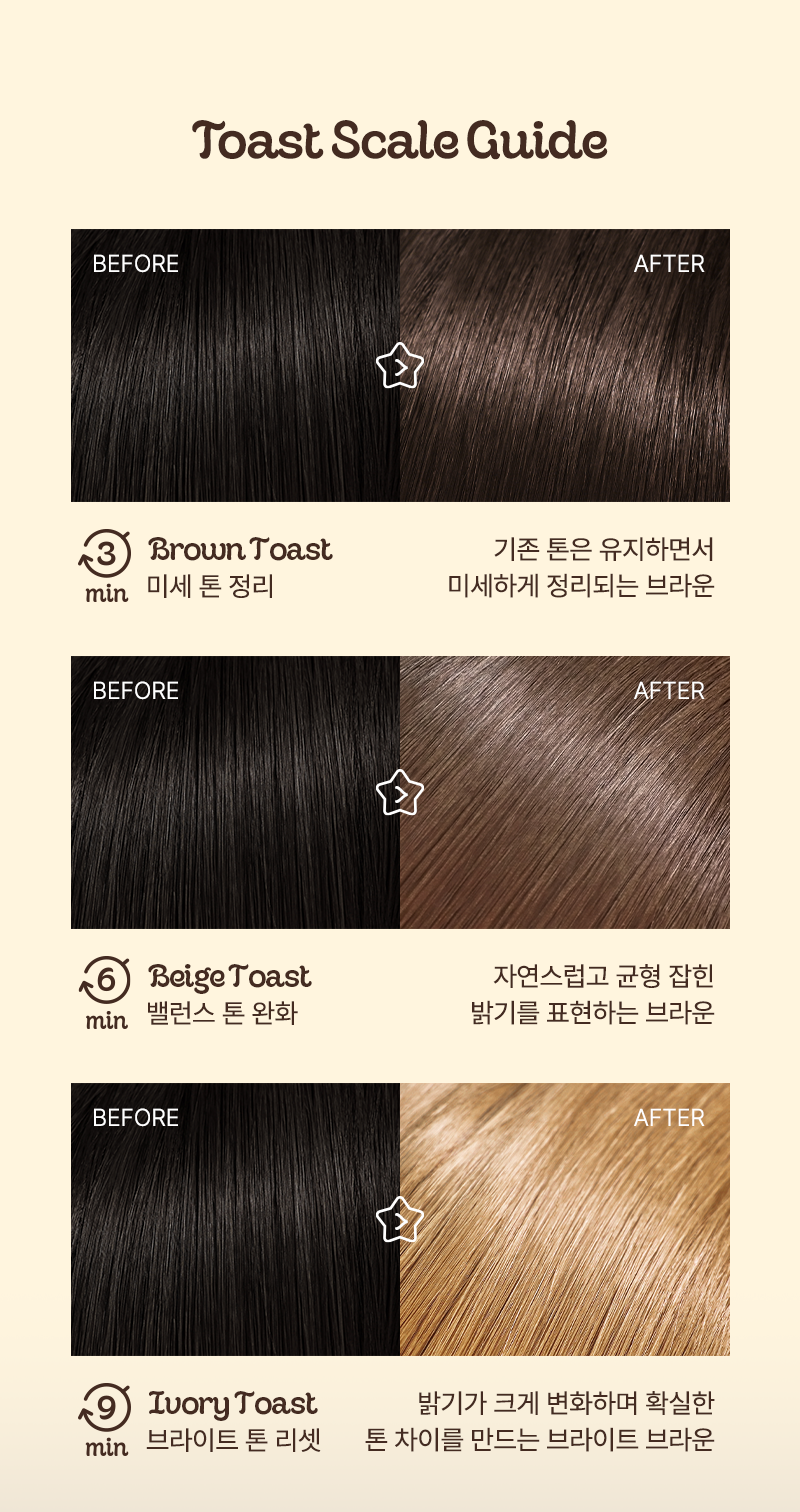 Toast Scale Guide
BEFORE
AFTER
3
min
Brown Toast
미세 톤 정리
기존 톤은 유지하면서
미세하게 정리되는 브라운
BEFORE
AFTER
6
min
Beige Toast
밸런스 톤 완화
자연스럽고 균형 잡힌
밝기를 표현하는 브라운
BEFORE
AFTER
9
min
Ivory Toast
브라이트 톤 리셋
밝기가 크게 변화하며 확실한
톤 차이를 만드는 브라이트 브라운